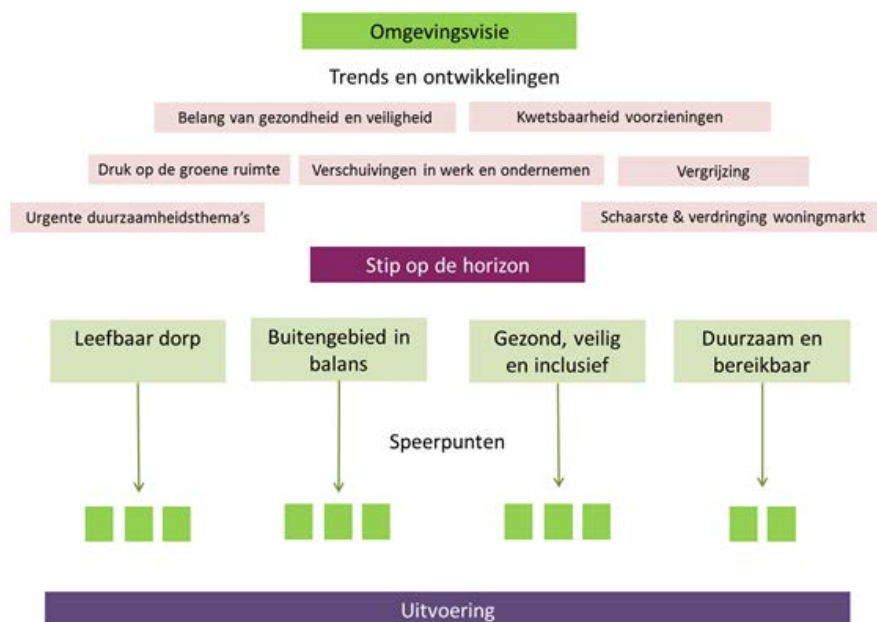 Omgevingsvisie
Trends en ontwikkelingen
Belang van gezondheid en veiligheid
Kwetsbaarheid voorzieningen
Druk op de groene ruimte
Verschuivingen in werk en ondernemen
Vergrijzing
Urgente duurzaamheidsthema's
Schaarste & verdringing woningmarkt
Stip op de horizon
Leefbaar dorp
Buitengebied in
balans
Gezond, veilig
en inclusief
Duurzaam en
bereikbaar
Speerpunten
Uitvoering